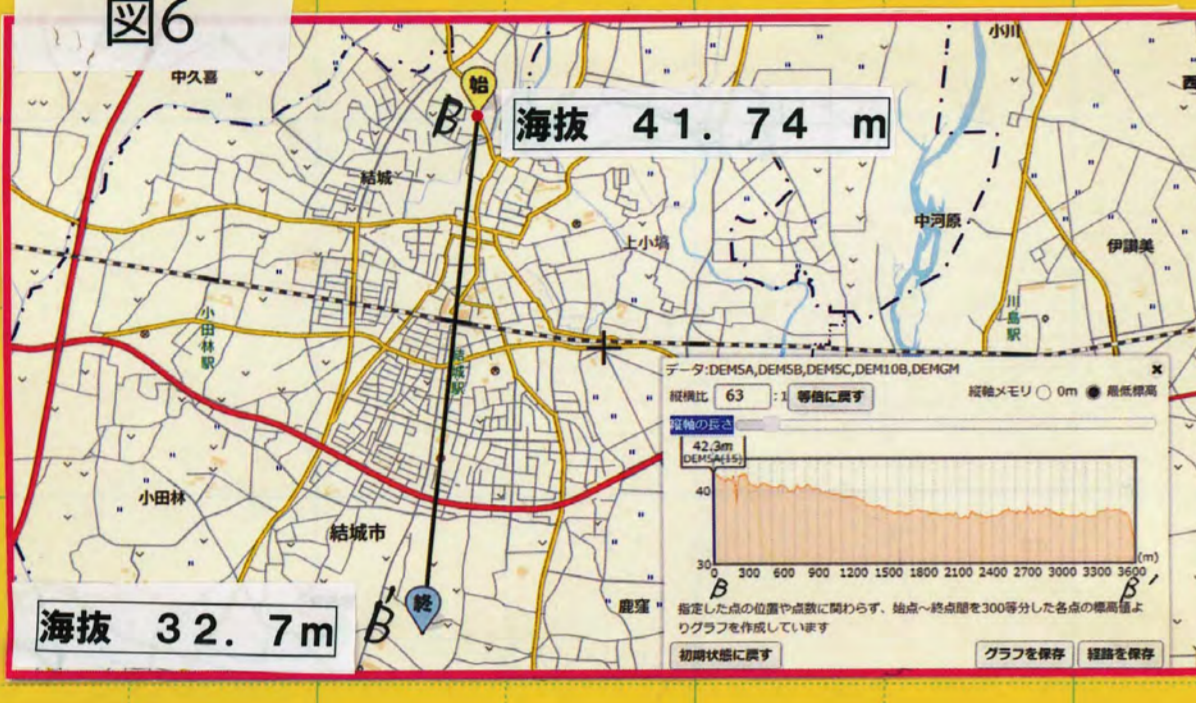 図6
中久喜
小川
始
B
海抜 41.74 m
結城
中河原
上小塙
伊讃美
小田林駅
川島駅
結城駅
小田林
結城市
鹿窪
終
B'
海抜 32.7m
データ:DEM5A,DEM5B,DEM5C,DEM10B,DEMGM
縦横比 63 :1 等倍に戻す 縦軸メモリ 0m 最低標高
縦軸の長さ
42.3m
DEM5A(15)
40
30
0 300 600 900 1200 1500 1800 2100 2400 2700 3000 3300 3600 (m)
B B'
指定した点の位置や点数に関わらず、始点～終点間を300等分した各点の標高値よ
りグラフを作成しています
初期状態に戻す グラフを保存 経路を保存